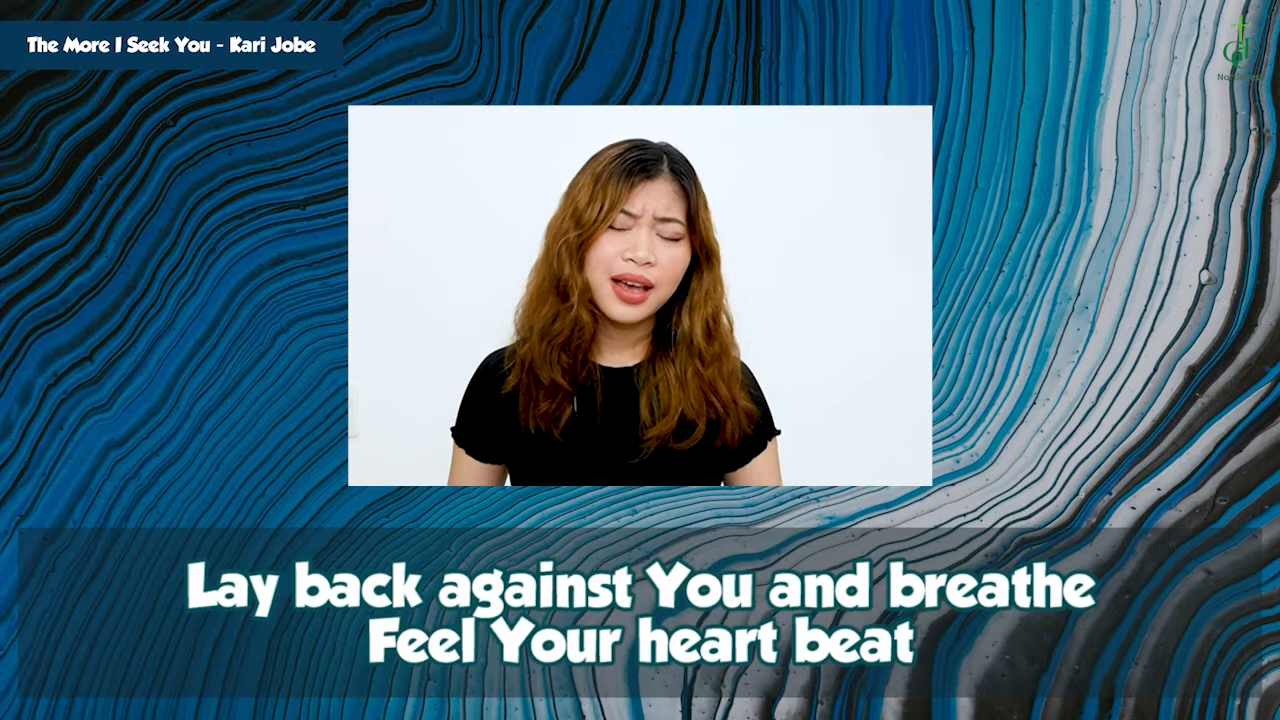 The More I Seek You - Kari Jobe
Lay back against You and breathe
Feel Your heart beat